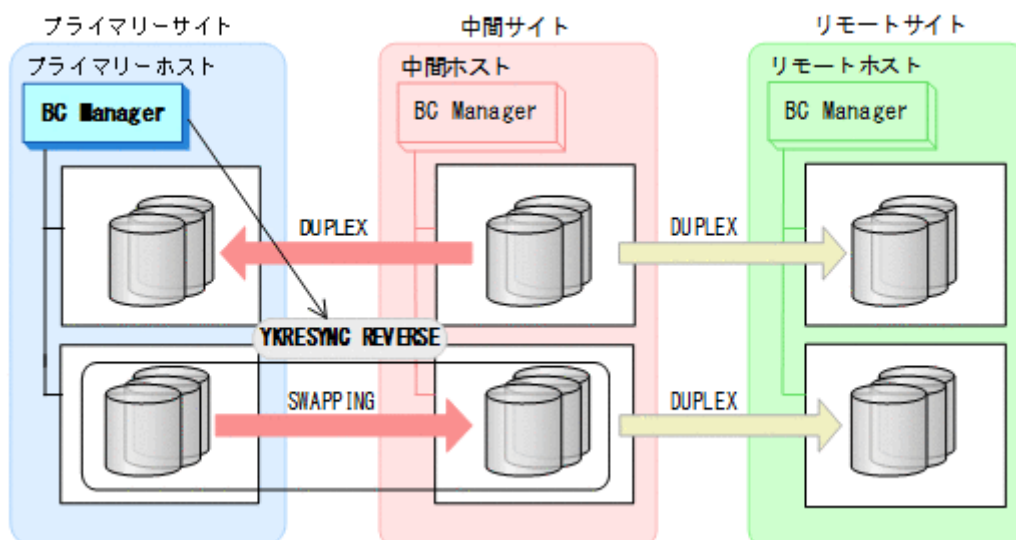 プライマリーサイト
中間サイト
リモートサイト
プライマリーホスト
中間ホスト
リモートホスト
BC Manager
BC Manager
BC Manager
DUPLEX
DUPLEX
YKRESYNC REVERSE
SWAPPING
DUPLEX